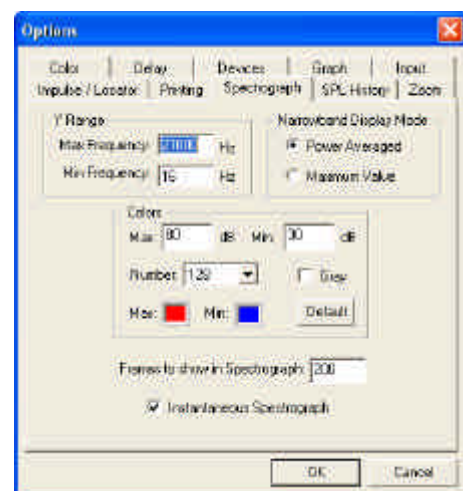 Options
Color Delay Devices Graph Input
Impulse / Locator Printing Spectrograph SPL History Zoom
Y Range
Max Frequency: Hz
Min Frequency: 16 Hz
Narrowband Display Mode
Power Averaged
Maximum Value
Colors
Max: 80 dB Min: 30 dB
Number: 128 Gray
Max: Min: Default
Frames to show in Spectrograph: 200
Instantaneous Spectrograph
OK Cancel